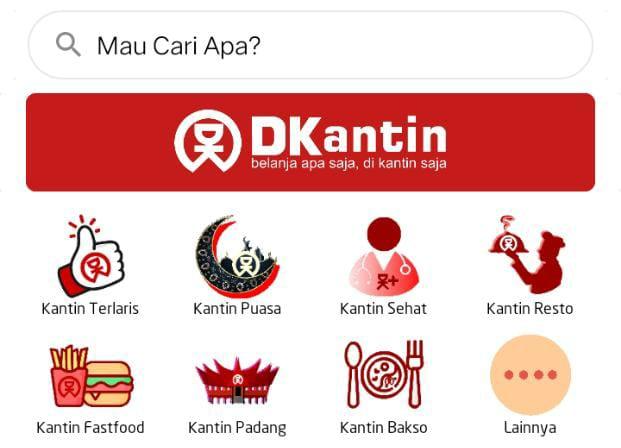 Mau Cari Apa?
DKantin
belanja apa saja, di kantin saja
Kantin Terlaris
Kantin Puasa
Kantin Sehat
Kantin Resto
Kantin Fastfood
Kantin Padang
Kantin Bakso
Lainnya